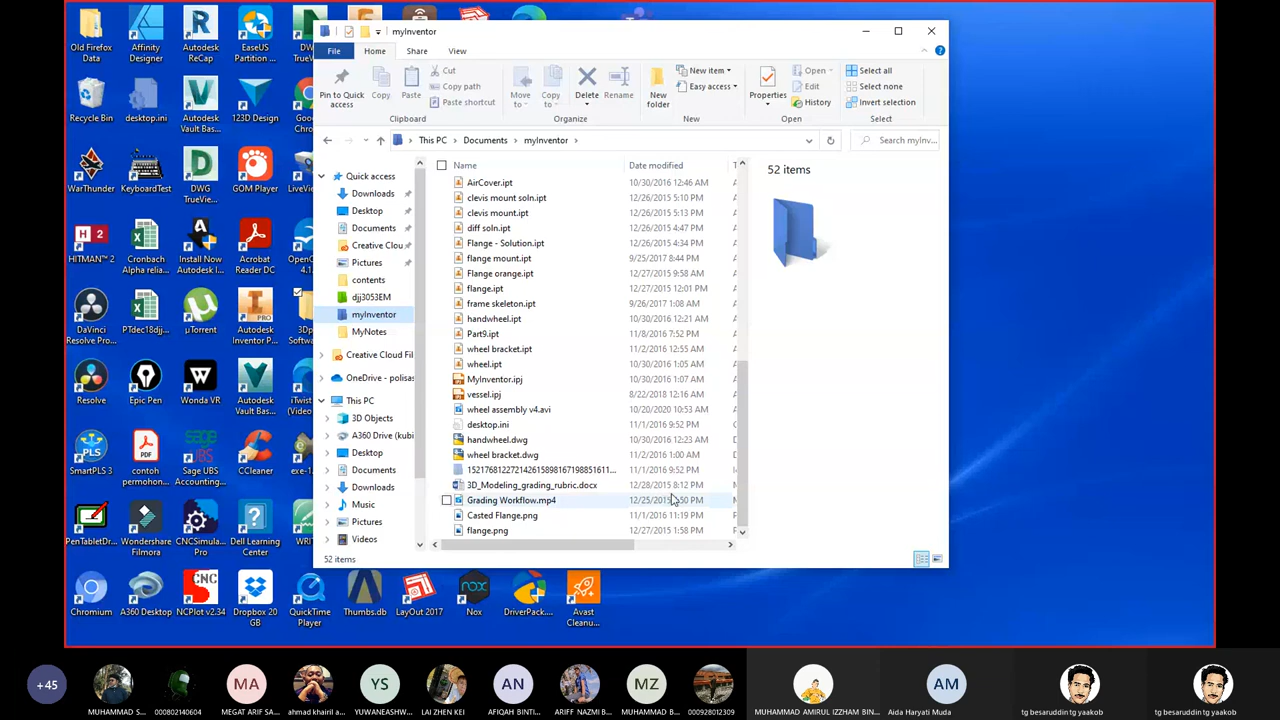 myInventor
File
Home
Share
View
Pin to Quick access
Copy
Paste
Cut
Copy path
Paste shortcut
Clipboard
Move to
Copy to
Delete
Rename
Organize
New folder
New item
Easy access
New
Properties
Open
Edit
History
Open
Select all
Select none
Invert selection
Select
This PC
Documents
myInventor
Search myInv...
Quick access
Downloads
Desktop
Documents
Creative Clou
Pictures
contents
djj3053EM
myInventor
MyNotes
Creative Cloud Fil
OneDrive - polisas
This PC
3D Objects
A360 Drive (kubi
Desktop
Documents
Downloads
Music
Pictures
Videos
Name Date modified
AirCover.ipt 10/30/2016 12:46 AM
clevis mount soln.ipt 12/26/2015 5:10 PM
clevis mount.ipt 12/26/2015 5:13 PM
diff soln.ipt 12/26/2015 4:47 PM
Flange - Solution.ipt 12/26/2015 4:34 PM
flange mount.ipt 9/25/2017 8:44 PM
Flange orange.ipt 12/27/2015 9:58 AM
flange.ipt 12/27/2015 12:01 PM
frame skeleton.ipt 9/26/2017 1:08 AM
handwheel.ipt 10/30/2016 12:21 AM
Part9.ipt 11/8/2016 7:52 PM
wheel bracket.ipt 11/2/2016 12:55 AM
wheel.ipt 10/30/2016 1:05 AM
MyInventor.ipj 10/30/2016 1:07 AM
vessel.ipj 8/22/2018 12:16 AM
wheel assembly v4.avi 10/20/2020 10:53 AM
desktop.ini 11/1/2016 9:52 PM
handwheel.dwg 10/30/2016 12:23 AM
wheel bracket.dwg 11/2/2016 1:00 AM
11/1/2016 9:52 PM
3D_Modeling_grading_rubric.docx 12/28/2015 8:12 PM
Grading Workflow.mp4 12/25/2015
Casted Flange.png 11/1/2016 11:19 PM
flange.png 12/27/2015 1:58 PM
52 items
52 items
Old Firefox Data
Affinity Designer
Autodesk ReCap
EaseUS Partition ...
Recycle Bin
desktop.ini
Autodesk Vault Bas...
123D Design
WarThunder
KeyboardTest
DWG TrueVie...
GOM Player
HITMAN™ 2
Cronbach Alpha relia...
Install Now Autodesk I...
Acrobat Reader DC
DaVinci Resolve Pro...
PTdec18djj...
µTorrent
Autodesk Inventor P...
Resolve
Epic Pen
Wonda VR
Autodesk Vault Bas...
SmartPLS 3
contoh permohon...
Sage UBS Accounting...
CCleaner
PenTabletDr...
Wondershare Filmora
CNCSimula... Pro
Dell Learning Center
Chromium
A360 Desktop
NCPlot v2.34
Dropbox 20 GB
QuickTime Player
Thumbs.db
LayOut 2017
Nox
DriverPack....
Avast Cleanu...
+45
MUHAMMAD S...
000802140604
MA
MEGAT ARIF SA...
ahmad khairil a...
YS
YUWANEASHW...
LAI ZHEN KEI
AN
AFIQAH BINTI...
ARIFF NAZMI B...
MZ
MUHAMMAD B...
000928012309
MUHAMMAD AMIRUL IZZHAM BIN...
AM
Aida Haryati Muda
tg besaruddin tg yaakob
tg besaruddin tg yaakob